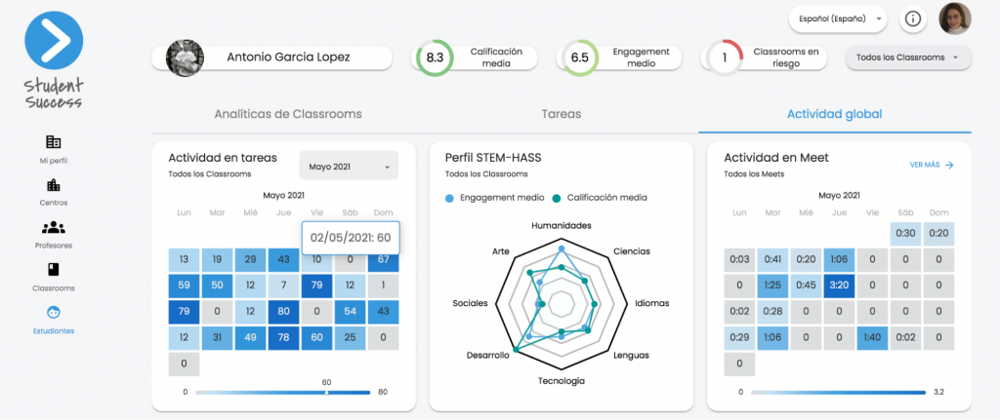 Español (España)
Student
Success
Antonio Garcia Lopez
8.3
Calificación
media
6.5
Engagement
medio
1
Classrooms en
riesgo
Todos los Classrooms
Analíticas de Classrooms
Tareas
Actividad global
Mi perfil
Centros
Profesores
Classrooms
Estudiantes
Actividad en tareas
Todos los Classrooms
Mayo 2021
Mayo 2021
Lun Mar Mié Jue Vie Sáb Dom
02/05/2021: 60
13 19 29 43 10 0 67
59 50 12 7 79 12 1
79 0 12 80 0 54 43
12 31 49 78 60 25 0
0
60
0 80
Perfil STEM-HASS
Todos los Classrooms
Engagement medio Calificación media
Humanidades
Arte Ciencias
Sociales Idiomas
Desarrollo Lenguas
Tecnología
Actividad en Meet
Todos los Meets
VER MÁS
Mayo 2021
Lun Mar Mié Jue Vie Sáb Dom
0:30 0:20
0:03 0:41 0:20 1:06 0 0 0
0 1:25 0:45 3:20 0 0 0
0:02 0:28 0 0 0 0 0
0:29 1:06 0 0 1:40 0:02 0
0
0 3.2